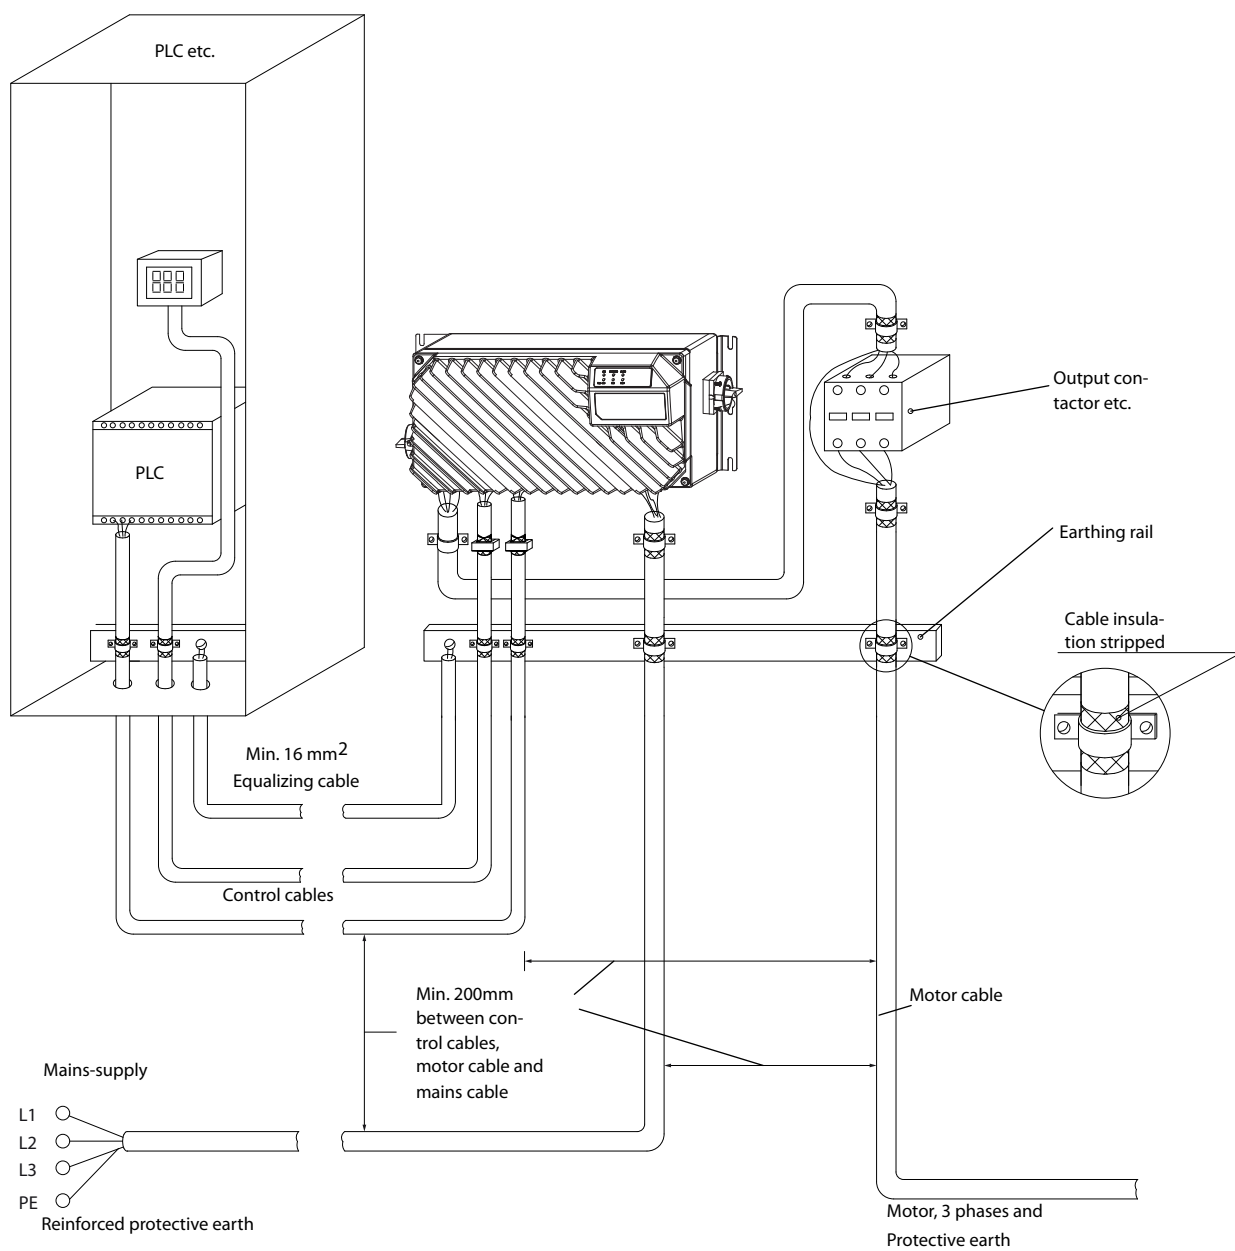 PLC etc.
PLC
Output con-
tactor etc.
Earthing rail
Cable insula-
tion stripped
Min. 16 mm2
Equalizing cable
Control cables
Min. 200mm
between con-
trol cables,
motor cable and
mains cable
Motor cable
Mains-supply
L1
L2
L3
PE
Reinforced protective earth
Motor, 3 phases and
Protective earth